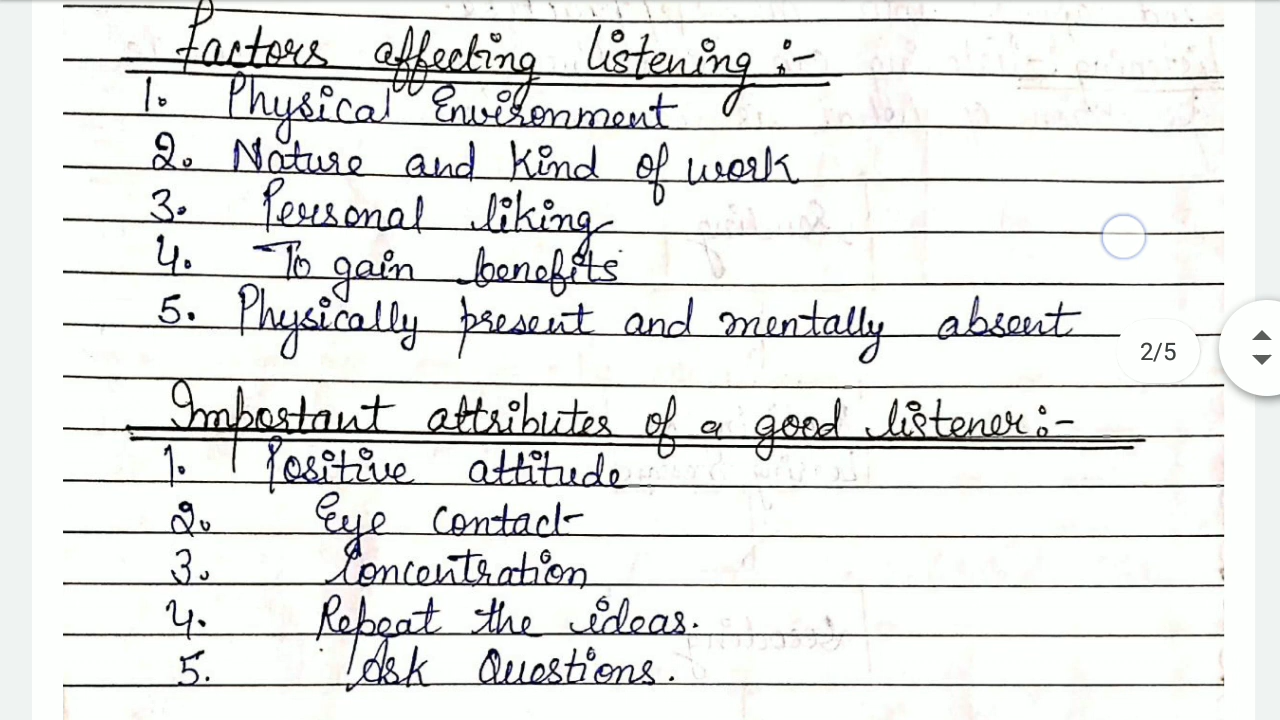 Factors affecting listening :-
1. Physical Environment
2. Nature and kind of work
3. Personal liking
4. To gain benefits
5. Physically present and mentally absent
2/5
Important attributes of a good listener :-
1. Positive attitude
2. Eye contact
3. Concentration
4. Repeat the ideas.
5. Ask Questions.